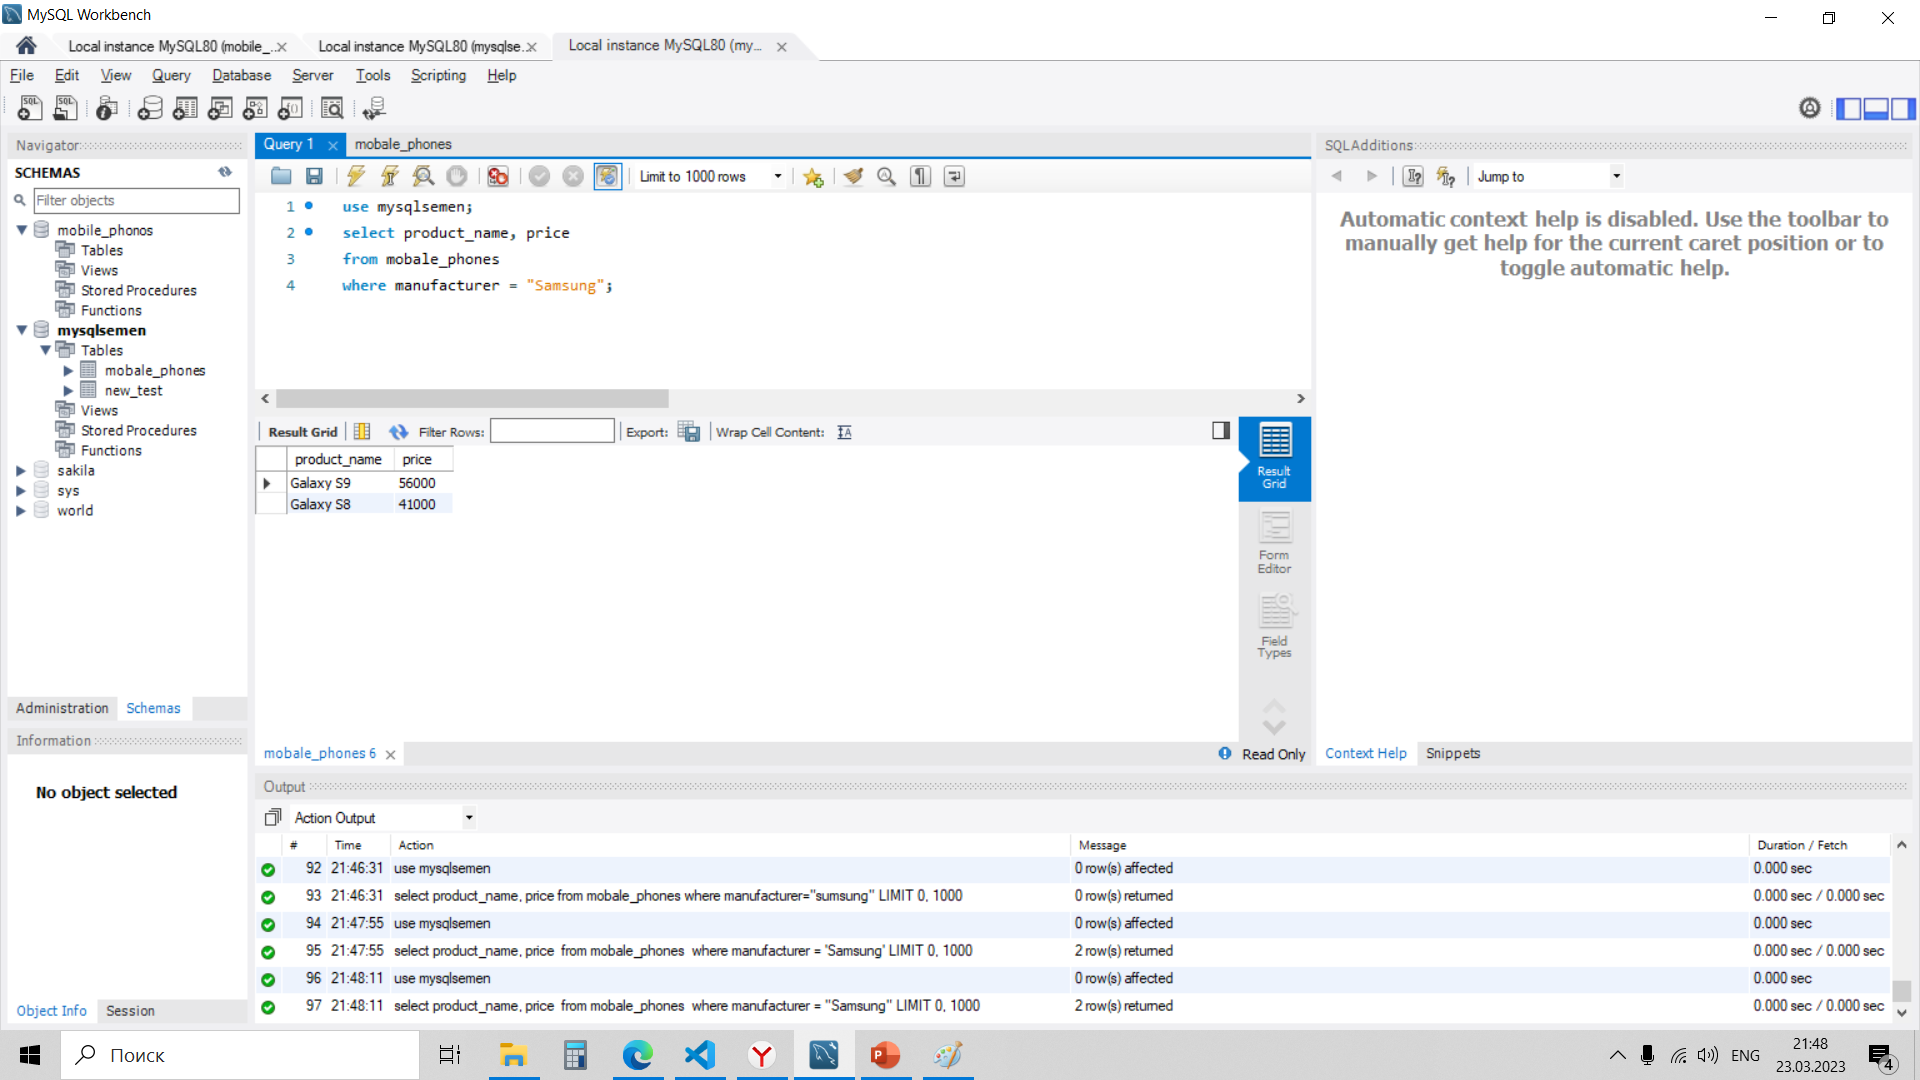 MySQL Workbench
Local instance MySQL80 (mobile_...
Local instance MySQL80 (mysqlse...
Local instance MySQL80 (my...
File Edit View Query Database Server Tools Scripting Help
Navigator
SCHEMAS
Filter objects
mobile_phonos
Tables
Views
Stored Procedures
Functions
mysqlsemen
Tables
mobale_phones
new_test
Views
Stored Procedures
Functions
sakila
sys
world
Administration Schemas
Information
No object selected
Object Info Session
Query 1 mobale_phones
Limit to 1000 rows
1 use mysqlsemen;
2 select product_name, price
3 from mobale_phones
4 where manufacturer = "Samsung";
Result Grid Filter Rows: Export: Wrap Cell Content:
product_name price
Galaxy S9 56000
Galaxy S8 41000
Result
Grid
Form
Editor
Field
Types
mobale_phones 6
Read Only
SQLAdditions
Jump to
Automatic context help is disabled. Use the toolbar to
manually get help for the current caret position or to
toggle automatic help.
Context Help Snippets
Output
Action Output
# Time Action Message Duration / Fetch
92 21:46:31 use mysqlsemen 0 row(s) affected 0.000 sec
93 21:46:31 select product_name, price from mobale_phones where manufacturer="sumsung" LIMIT 0, 1000 0 row(s) returned 0.000 sec / 0.000 sec
94 21:47:55 use mysqlsemen 0 row(s) affected 0.000 sec
95 21:47:55 select product_name, price from mobale_phones where manufacturer = 'Samsung' LIMIT 0, 1000 2 row(s) returned 0.000 sec / 0.000 sec
96 21:48:11 use mysqlsemen 0 row(s) affected 0.000 sec
97 21:48:11 select product_name, price from mobale_phones where manufacturer = "Samsung" LIMIT 0, 1000 2 row(s) returned 0.000 sec / 0.000 sec
Поиск
ENG
21:48
23.03.2023
4